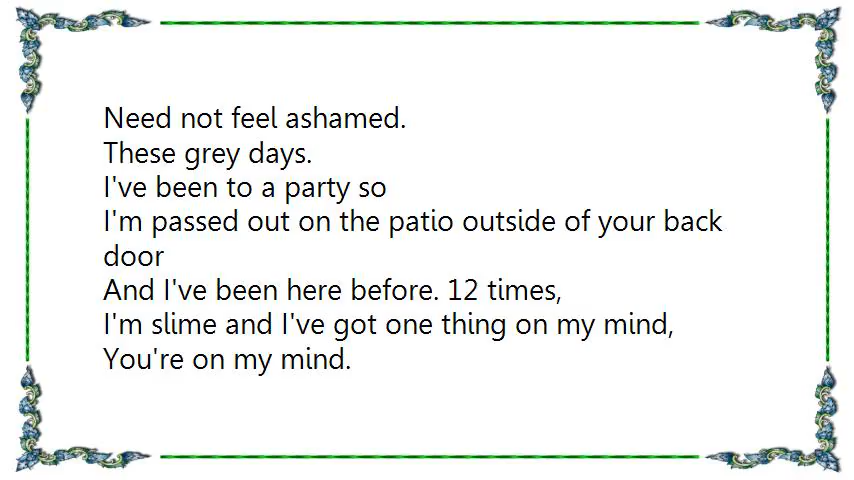 Need not feel ashamed.
These grey days.
I've been to a party so
I'm passed out on the patio outside of your back
door
And I've been here before. 12 times,
I'm slime and I've got one thing on my mind,
You're on my mind.